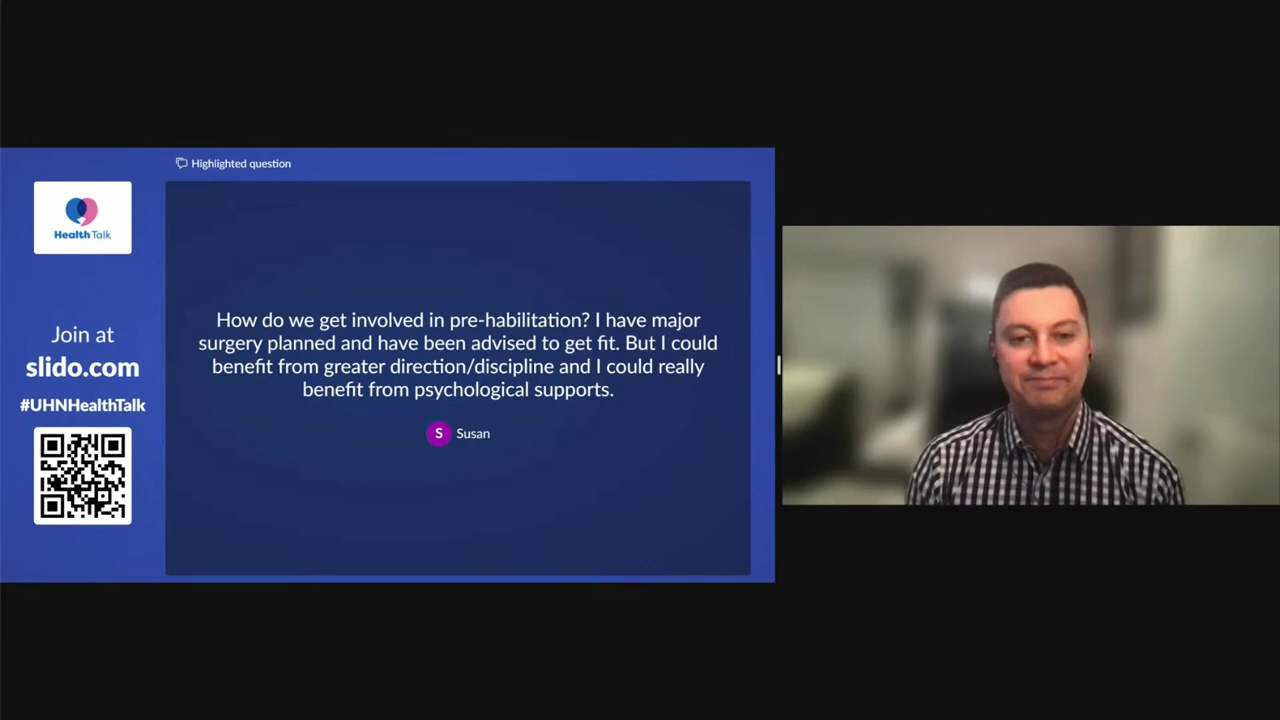 Highlighted question
Health Talk
Join at
slido.com
#UHNHealthTalk
How do we get involved in pre-habilitation? I have major
surgery planned and have been advised to get fit. But I could
benefit from greater direction/discipline and I could really
benefit from psychological supports.
S Susan